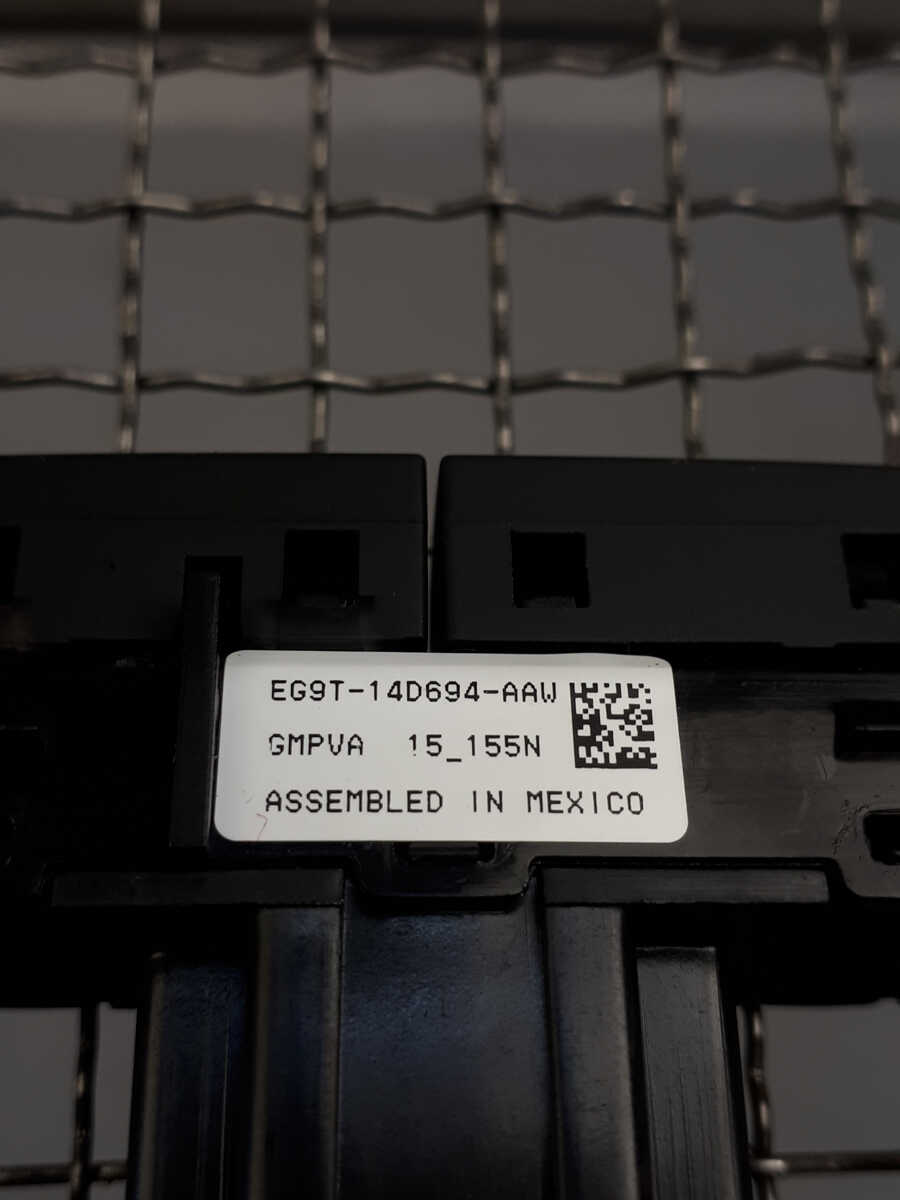 EG9T-14D694-AAW
GMPVA 15_155N
ASSEMBLED IN MEXICO